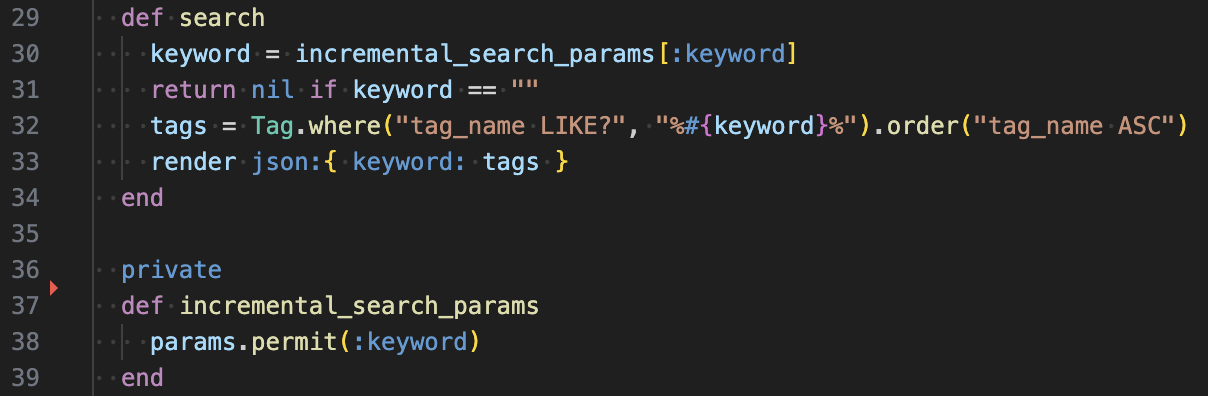 29 def search
30 keyword = incremental_search_params[:keyword]
31 return nil if keyword == ""
32 tags = Tag.where("tag_name LIKE?", "%#{keyword}%").order("tag_name ASC")
33 render json:{ keyword: tags }
34 end
35
36 private
37 def incremental_search_params
38 params.permit(:keyword)
39 end